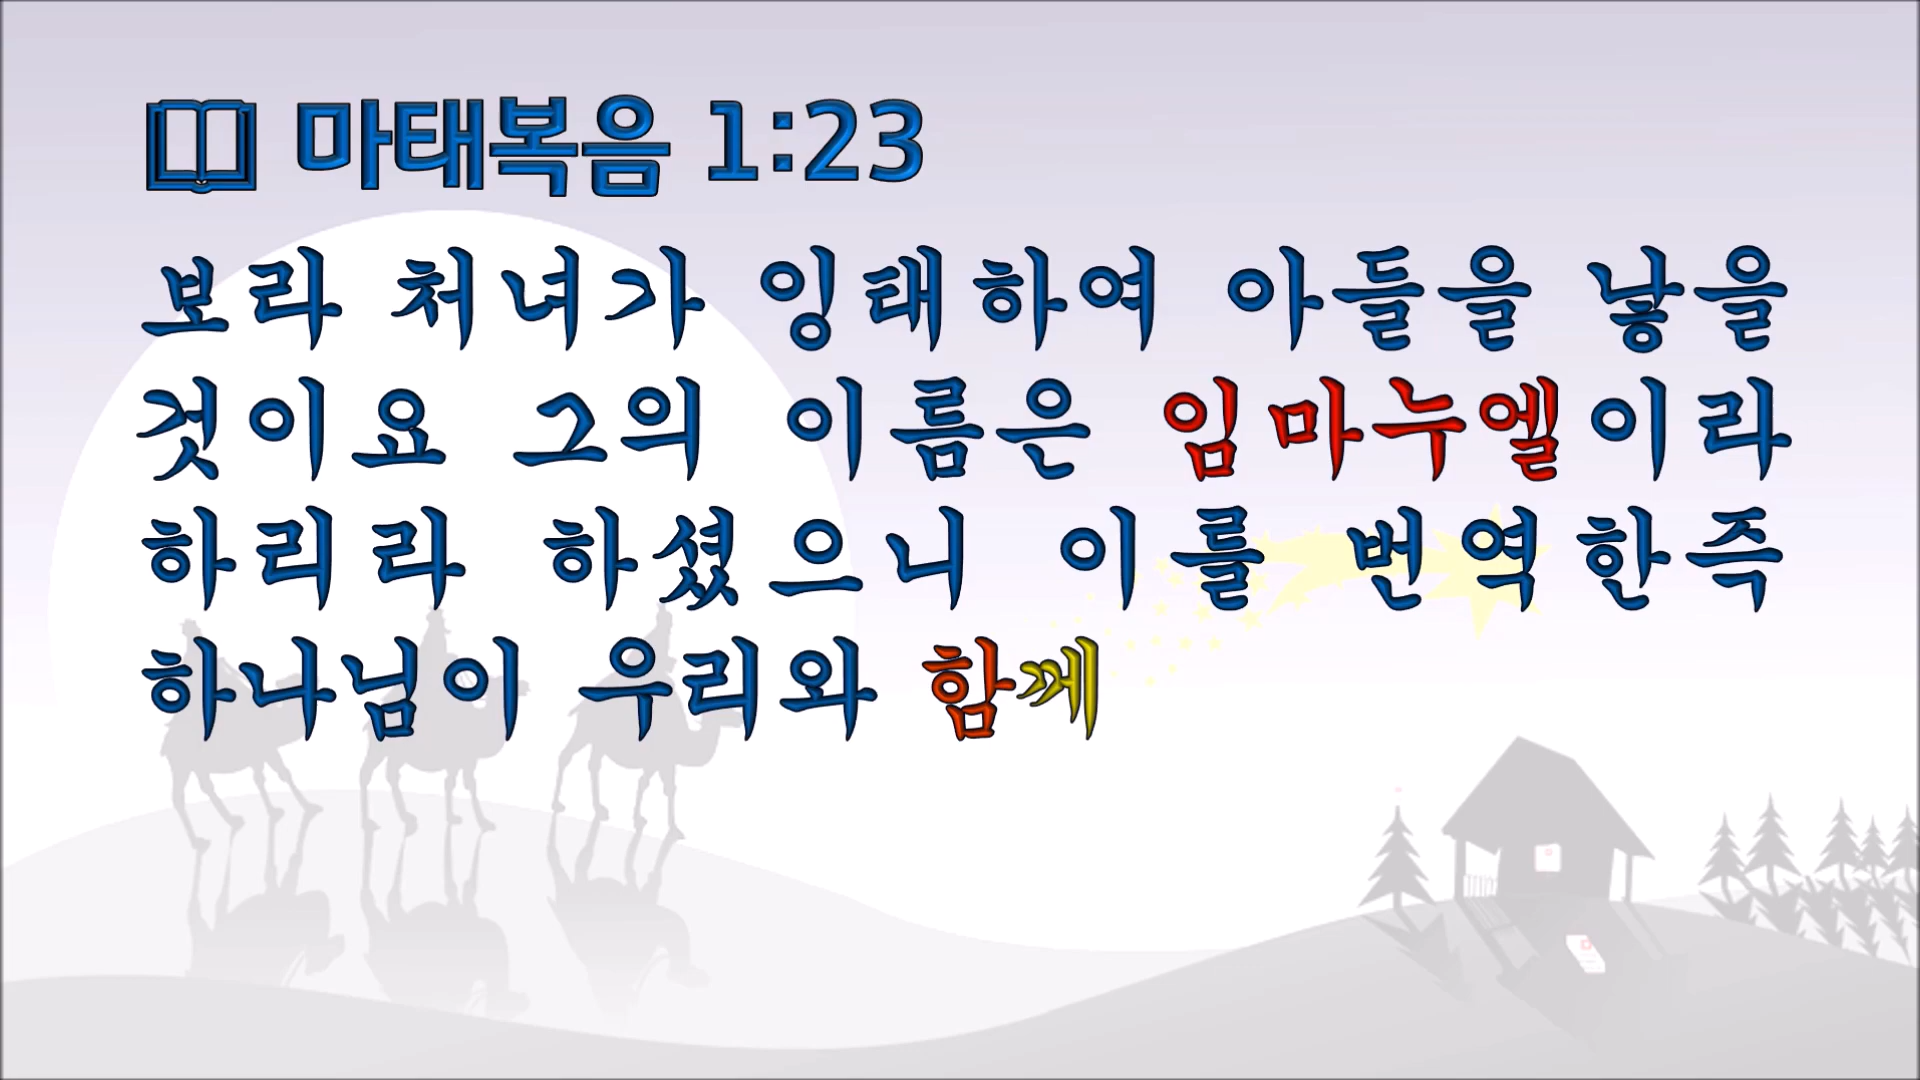 마태복음 1:23
보라 처녀가 잉태하여 아들을 낳을
것이요 그의 이름은 임마누엘이라
하리라 하셨으니 이를 번역한즉
하나님이 우리와 함께